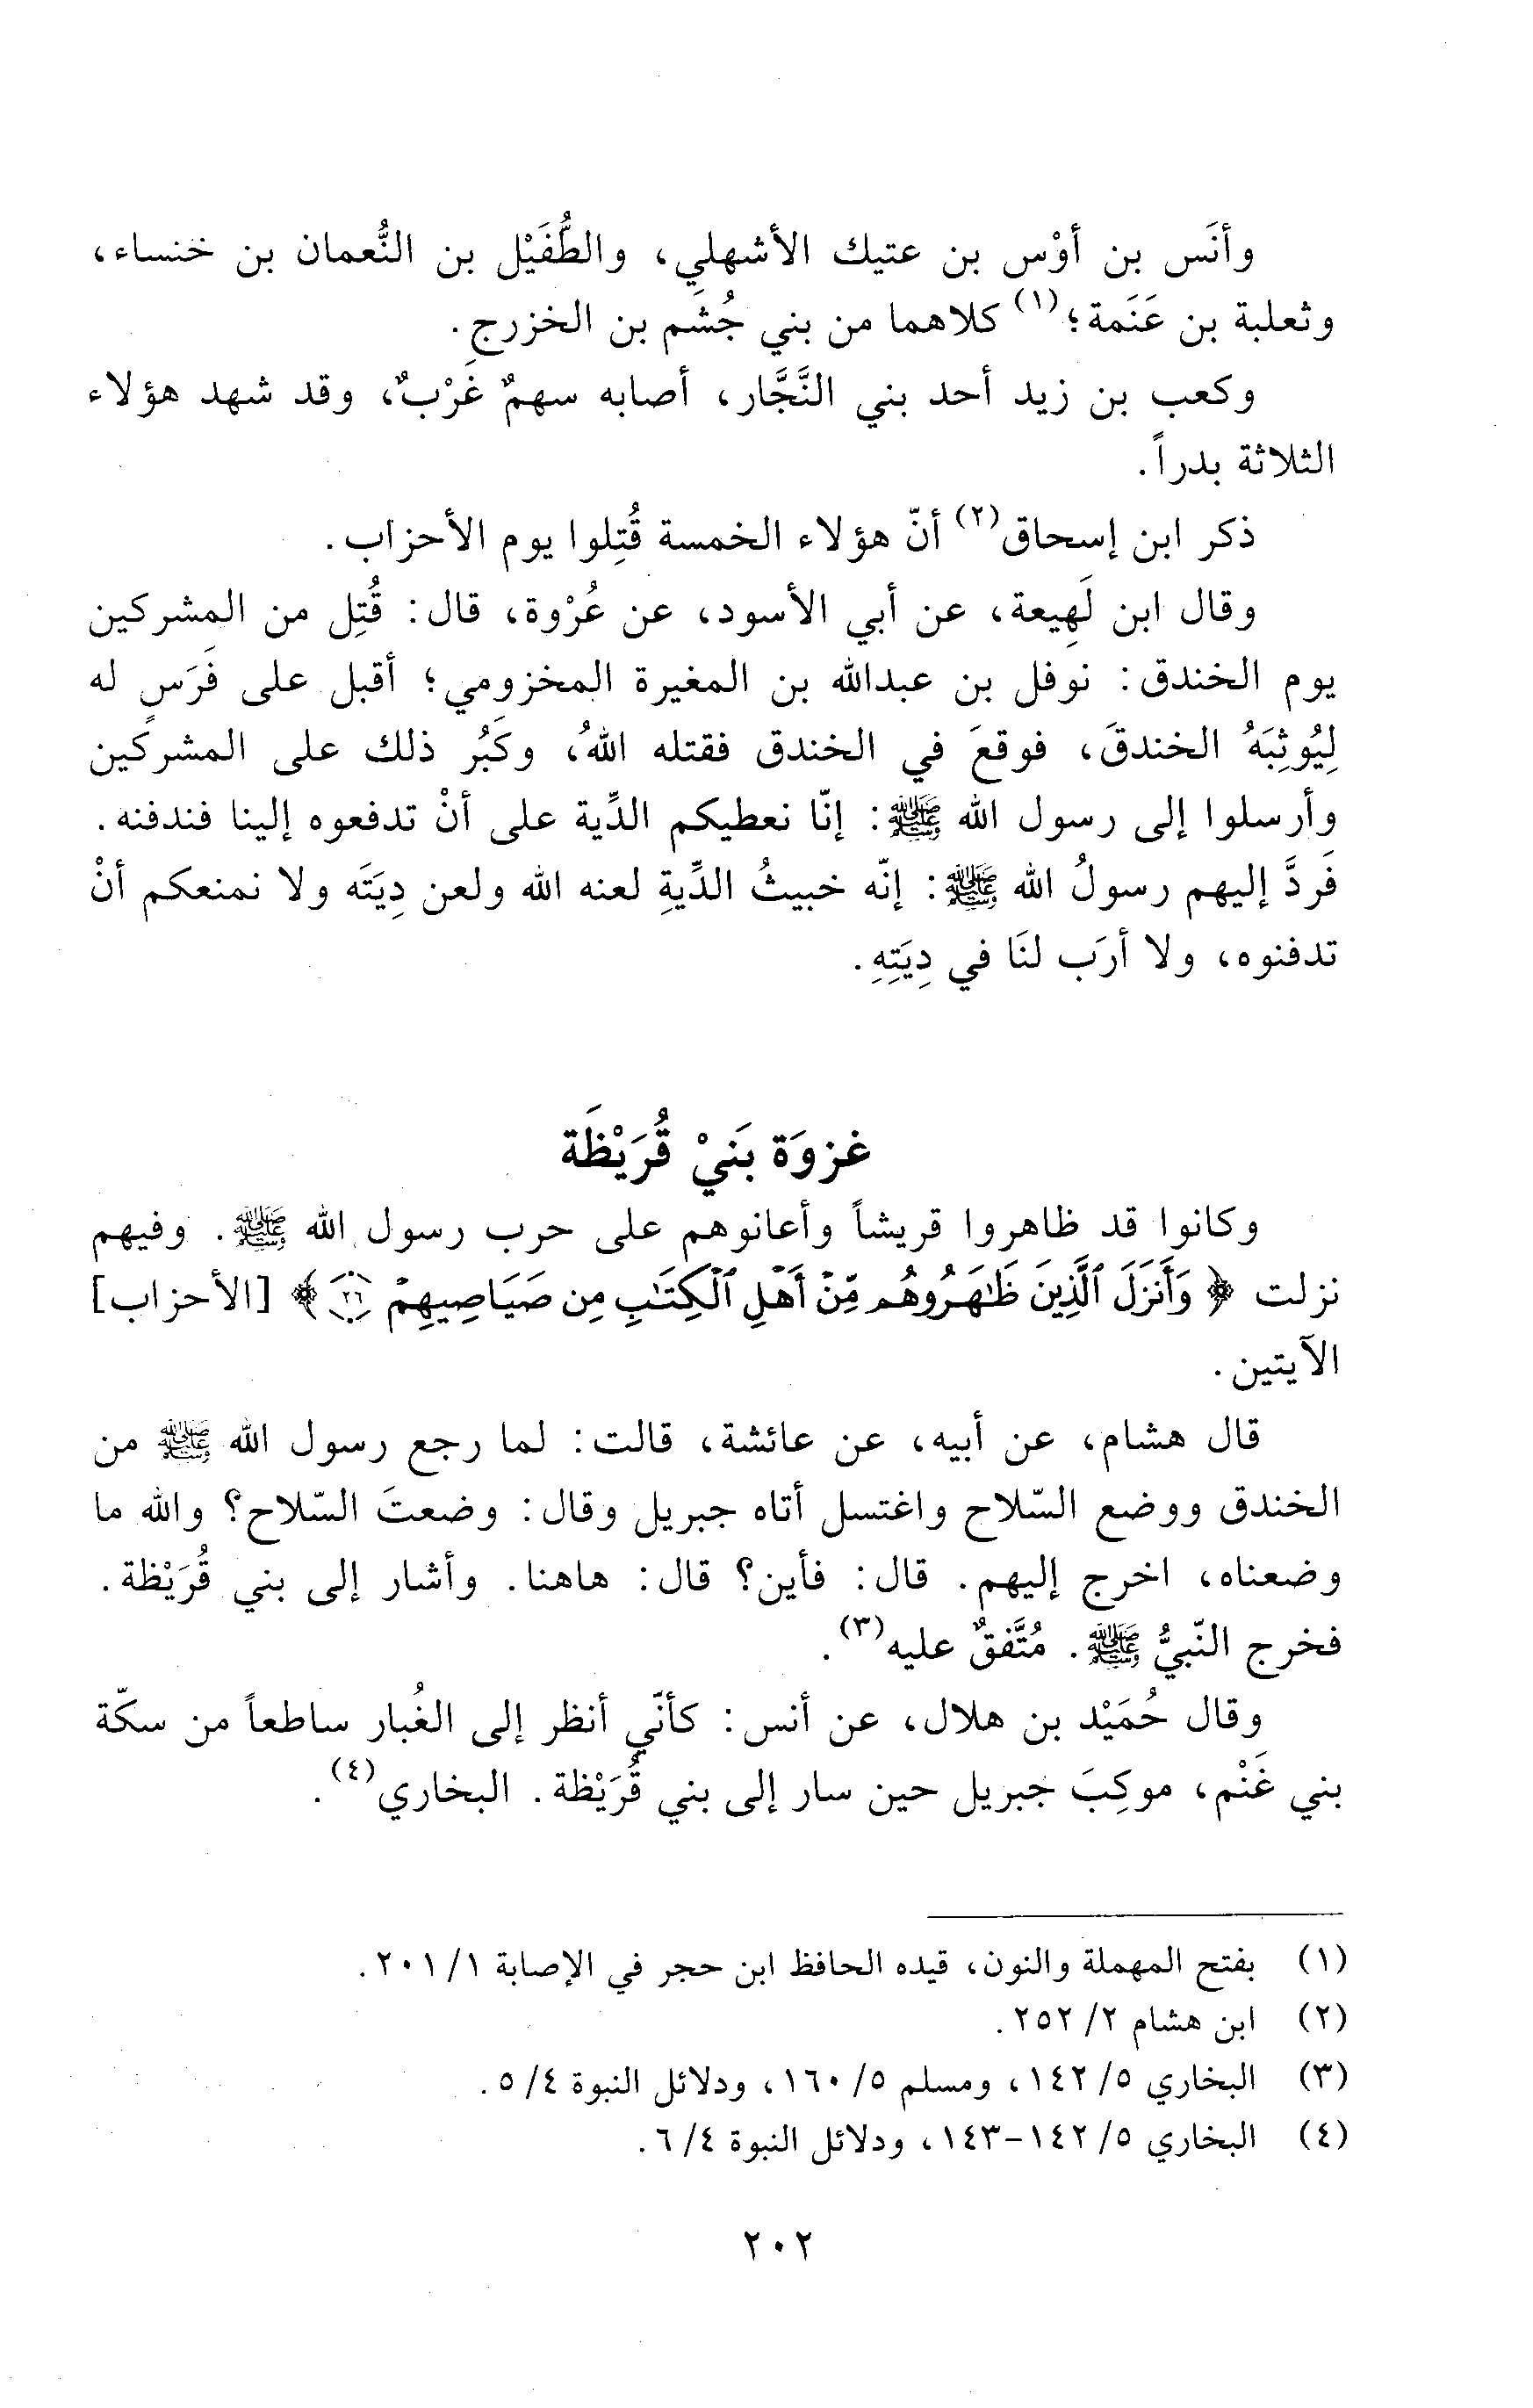 وأنَس بن أوْس بن عتيك الأشهلي، والطُّفَيْل بن النُّعمان بن خنساء،
وثعلبة بن عَنَمة؛(١) كلاهما من بني جُشَم بن الخزرج.
وكعب بن زيد أحد بني النَّجَّار، أصابه سهمٌ غَرْبٌ، وقد شهد هؤلاء
الثلاثة بدراً.
ذكر ابن إسحاق(٢) أنّ هؤلاء الخمسة قُتِلوا يوم الأحزاب.
وقال ابن لَهِيعة، عن أبي الأسود، عن عُرْوة، قال: قُتِل من المشركين
يوم الخندق: نوفل بن عبدالله بن المغيرة المخزومي؛ أقبل على فَرَسٍ له
لِيُوثِبَهُ الخندقَ، فوقعَ في الخندق فقتله اللهُ، وكَبُر ذلك على المشركين
وأرسلوا إلى رسول الله ﷺ: إنّا نعطيكم الدِّية على أنْ تدفعوه إلينا فندفنه.
فَردَّ إليهم رسولُ الله ﷺ: إنّه خبيثُ الدِّيةِ لعنه الله ولعن دِيَتَه ولا نمنعكم أنْ
تدفنوه، ولا أرَب لنَا في دِيَتِهِ.
غزوَة بَنيْ قُرَيْظَة
وكانوا قد ظاهروا قريشاً وأعانوهم على حرب رسول الله ﷺ. وفيهم
نزلت ﴿وَأَنزَلَ ٱلَّذِينَ ظَٰهَرُوهُم مِّنْ أَهْلِ ٱلْكِتَٰبِ مِن صَيَاصِيهِمْ ٢٦﴾ [الأحزاب]
الآيتين.
قال هشام، عن أبيه، عن عائشة، قالت: لما رجع رسول الله ﷺ من
الخندق ووضع السّلاح واغتسل أتاه جبريل وقال: وضعتَ السّلاح؟ والله ما
وضعناه، اخرج إليهم. قال: فأين؟ قال: هاهنا. وأشار إلى بني قُرَيْظة.
فخرج النّبيُّ ﷺ. مُتَّفقٌ عليه(٣).
وقال حُمَيْد بن هلال، عن أنس: كأنّي أنظر إلى الغُبار ساطعاً من سكّة
بني غَنْم، موكِبَ جبريل حين سار إلى بني قُرَيْظة. البخاري(٤).
(١) بفتح المهملة والنون، قيده الحافظ ابن حجر في الإصابة ١/ ٢٠١.
(٢) ابن هشام ٢/ ٢٥٢.
(٣) البخاري ٥/ ١٤٢، ومسلم ٥/ ١٦٠، ودلائل النبوة ٤/ ٥.
(٤) البخاري ٥/ ١٤٢-١٤٣، ودلائل النبوة ٤/ ٦.
٢٠٢